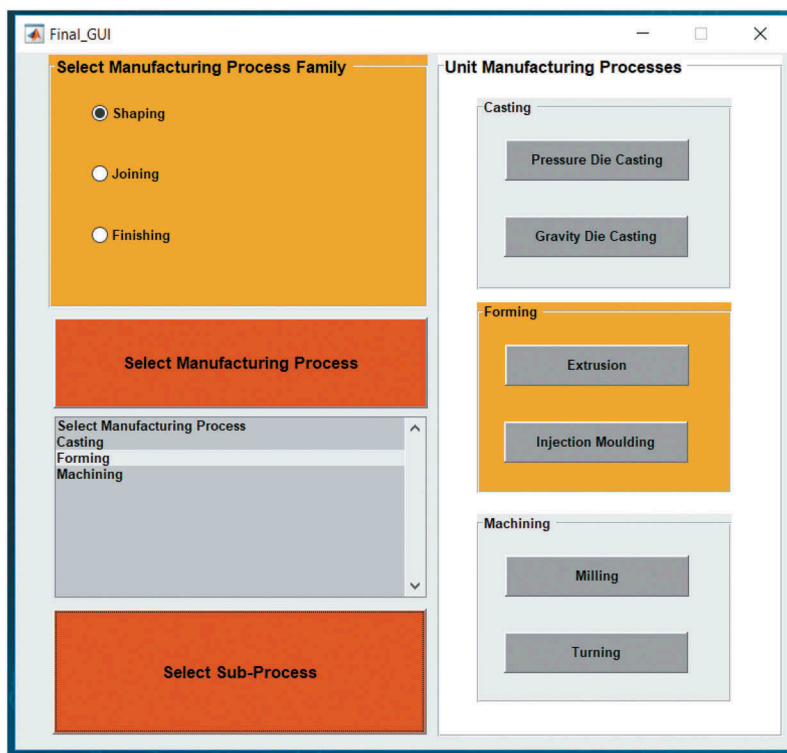 Final_GUI
Select Manufacturing Process Family
Shaping
Joining
Finishing
Select Manufacturing Process
Select Manufacturing Process
Casting
Forming
Machining
Select Sub-Process
Unit Manufacturing Processes
Casting
Pressure Die Casting
Gravity Die Casting
Forming
Extrusion
Injection Moulding
Machining
Milling
Turning